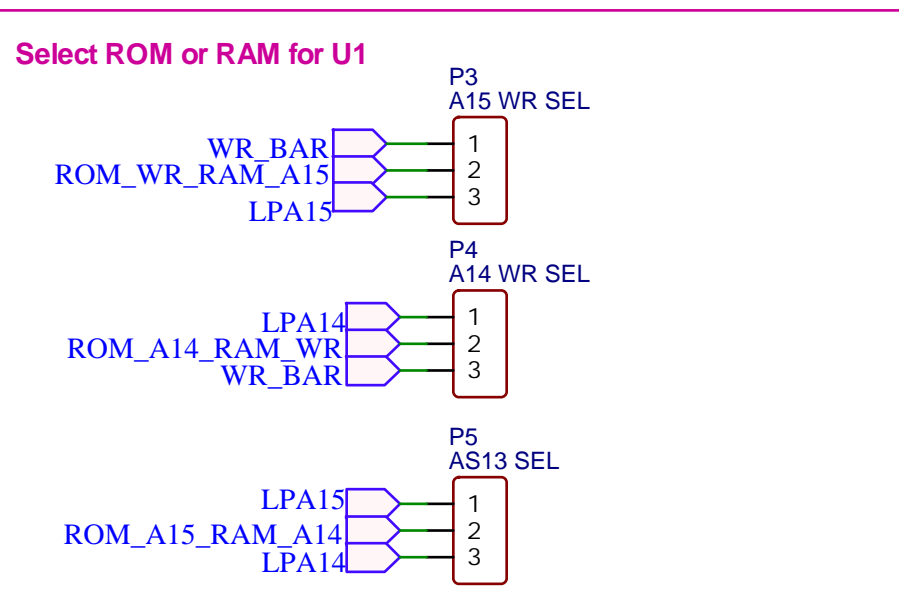 Select ROM or RAM for U1
P3
A15 WR SEL
WR_BAR 1
ROM_WR_RAM_A15 2
LPA15 3
P4
A14 WR SEL
LPA14 1
ROM_A14_RAM_WR 2
WR_BAR 3
P5
AS13 SEL
LPA15 1
ROM_A15_RAM_A14 2
LPA14 3